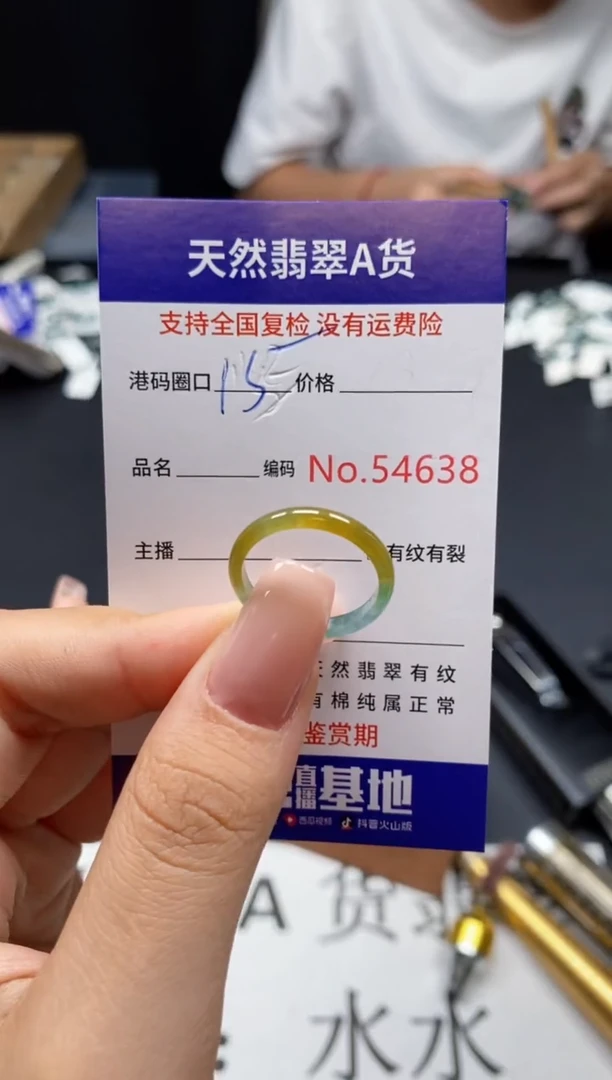 天然翡翠A货
支持全国复检 没有运费险
港码圈口 15 价格
品名 编码 No.54638
主播 有纹有裂
然翡翠有纹
有棉纯属正常
鉴赏期
直播基地
西瓜视频 抖音火山版
A 货
水水